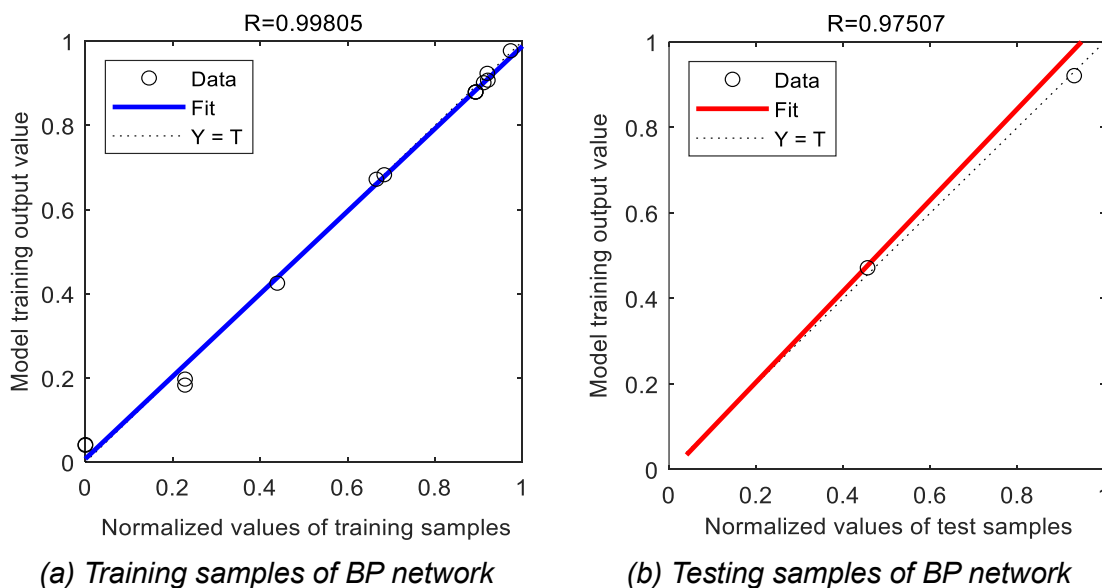 R=0.99805
Model training output value
1
0.8
0.6
0.4
0.2
0
Data
Fit
Y = T
0
0.2
0.4
0.6
0.8
1
Normalized values of training samples
(a) Training samples of BP network
R=0.97507
Model training output value
1
0.8
0.6
0.4
0.2
0
Data
Fit
Y = T
0
0.2
0.4
0.6
0.8
1
Normalized values of test samples
(b) Testing samples of BP network